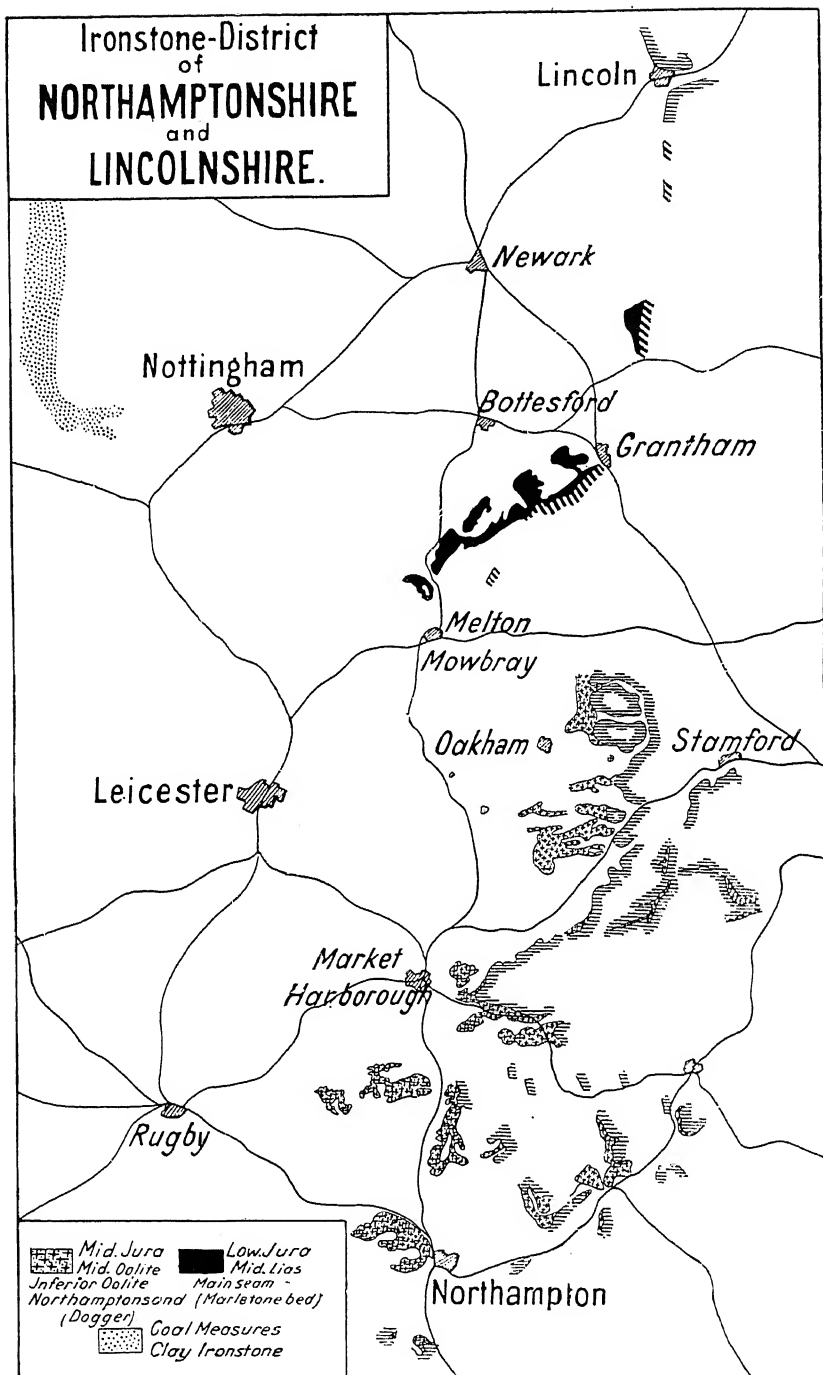 Ironstone-District
of
NORTHAMPTONSHIRE
and
LINCOLNSHIRE.
Lincoln
Newark
Nottingham
Bottesford
Grantham
Melton
Mowbray
Oakham
Stamford
Leicester
Market
Harborough
Rugby
Northampton
Mid. Jura
Mid. Oolite
Jnferior Oolite
Northamptonsand
(Dogger)
Low. Jura
Mid. Lias
Main seam -
(Marlstone bed)
Coal Measures
Clay Ironstone